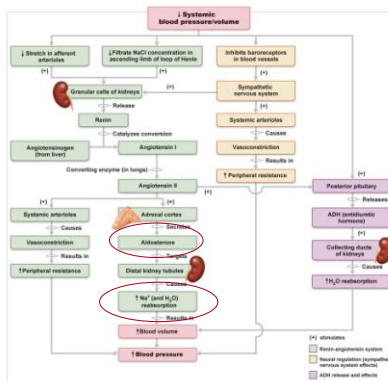 ↓ Systemic
blood pressure/volume
↓ Stretch in afferent
arterioles
↓Filtrate NaCl concentration in
ascending limb of loop of Henle
Inhibits baroreceptors
in blood vessels
(+)
(+)
(+)
Granular cells of kidneys
(+)
Sympathetic
nervous system
Release
(+)
Renin
Systemic arteries
Catalyzes conversion
Causes
Angiotensinogen
(from liver)
Angiotensin I
Vasoconstriction
Converting enzyme (in lungs)
Results in
Angiotensin II
↑ Peripheral resistance
(+)
(+)
(+)
(+)
Posterior pituitary
Releases
Systemic arteries
Adrenal cortex
ADH (antidiuretic
hormone)
Causes
Secretes
(+)
Vasoconstriction
Aldosterone
Collecting ducts
of kidneys
Results in
Targets
Causes
↑Peripheral resistance
Distal kidney tubules
↑H₂O reabsorption
Causes
↑ Na⁺ (and H₂O)
reabsorption
Results in
↑Blood volume
↑Blood pressure
(+) stimulates
Renin-angiotensin system
Neural regulation (sympathetic
nervous system effects)
ADH release and effects